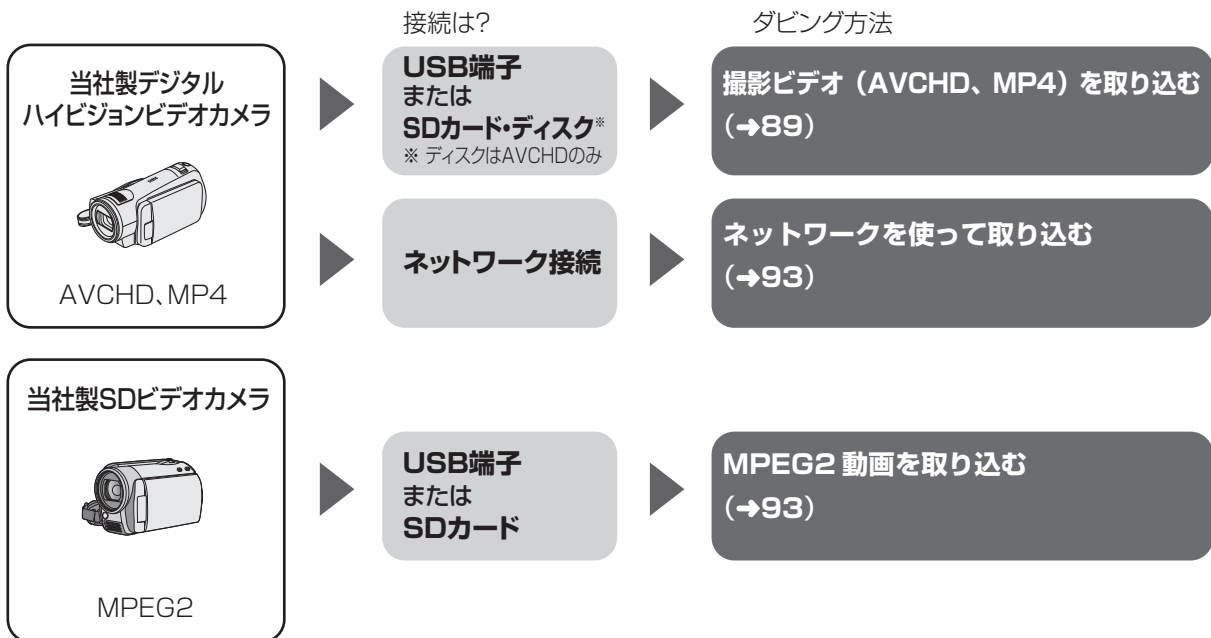 接続は?
ダビング方法
当社製デジタル
ハイビジョンビデオカメラ
AVCHD、MP4
USB端子
または
SDカード・ディスク※
※ ディスクはAVCHDのみ
撮影ビデオ（AVCHD、MP4）を取り込む
（➜89）
ネットワーク接続
ネットワークを使って取り込む
（➜93）
当社製SDビデオカメラ
MPEG2
USB端子
または
SDカード
MPEG2 動画を取り込む
（➜93）